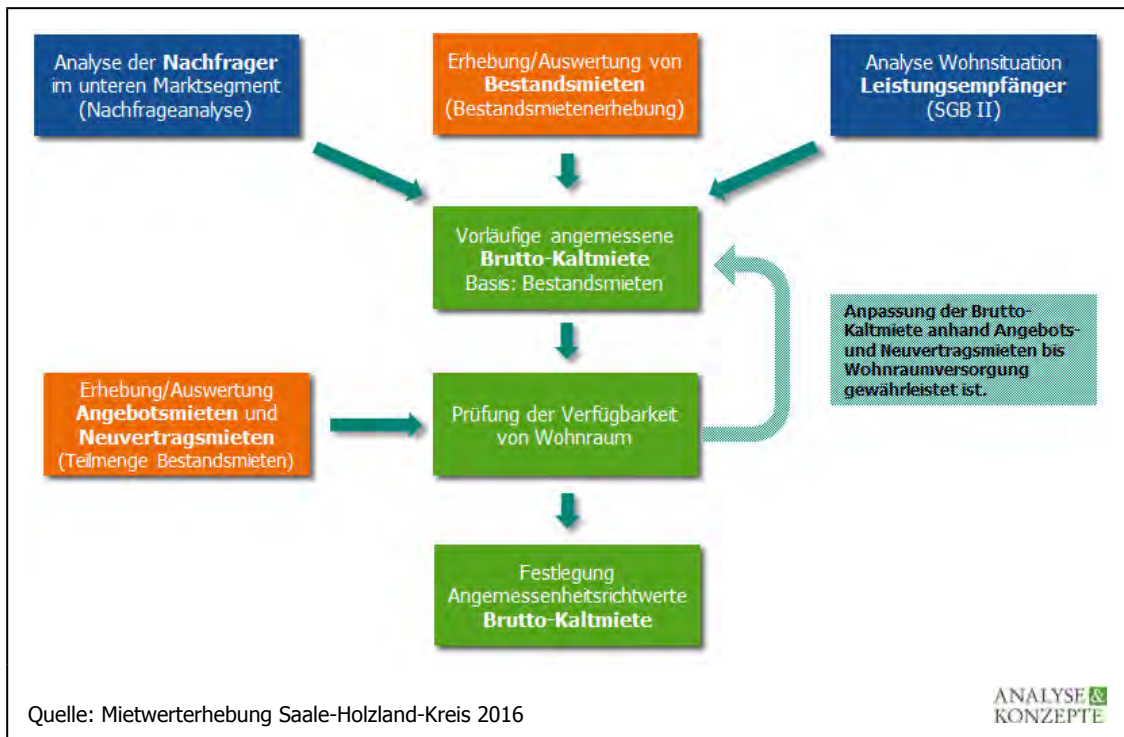 Analyse der Nachfrager
im unteren Marktsegment
(Nachfrageanalyse)
Erhebung/Auswertung von
Bestandsmieten
(Bestandsmietenerhebung)
Analyse Wohnsituation
Leistungsempfänger
(SGB II)
Vorläufige angemessene
Brutto-Kaltmiete
Basis: Bestandsmieten
Anpassung der Brutto-
Kaltmiete anhand Angebots-
und Neuvertragsmieten bis
Wohnraumversorgung
gewährleistet ist.
Erhebung/Auswertung
Angebotsmieten und
Neuvertragsmieten
(Teilmenge Bestandsmieten)
Prüfung der Verfügbarkeit
von Wohnraum
Festlegung
Angemessenheitsrichtwerte
Brutto-Kaltmiete
Quelle: Mietwerterhebung Saale-Holzland-Kreis 2016
ANALYSE &
KONZEPTE